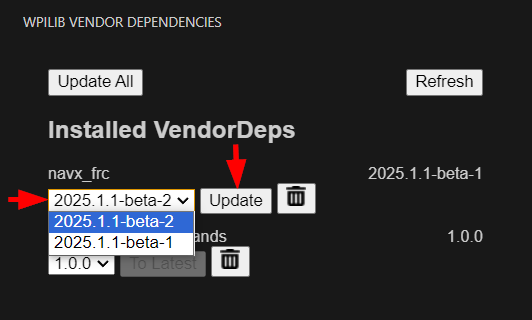 WPILIB VENDOR DEPENDENCIES
Update All Refresh
Installed VendorDeps
navx_frc 2025.1.1-beta-1
2025.1.1-beta-2 Update
2025.1.1-beta-2
2025.1.1-beta-1 ands 1.0.0
1.0.0 To Latest